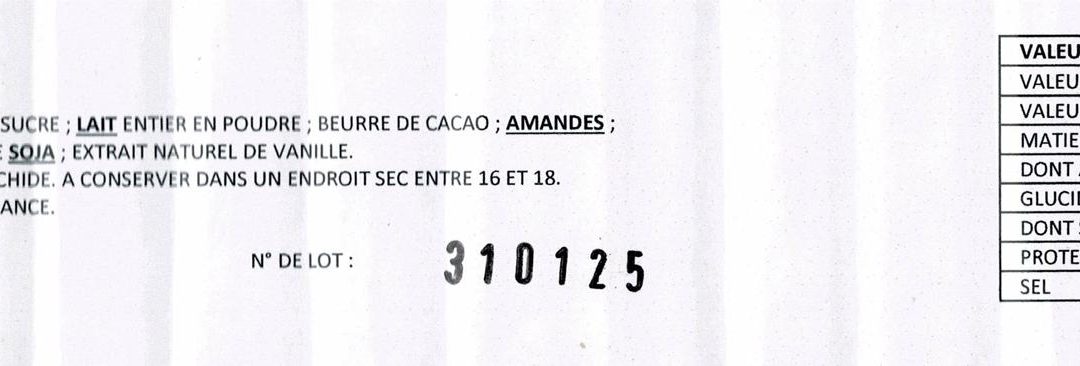 SUCRE ; LAIT ENTIER EN POUDRE ; BEURRE DE CACAO ; AMANDES ;
E SOJA ; EXTRAIT NATUREL DE VANILLE.
CHIDE. A CONSERVER DANS UN ENDROIT SEC ENTRE 16 ET 18.
ANCE.
N° DE LOT : 310125
VALEU
VALEU
VALEU
MATIE
DONT
GLUCI
DONT
PROTE
SEL